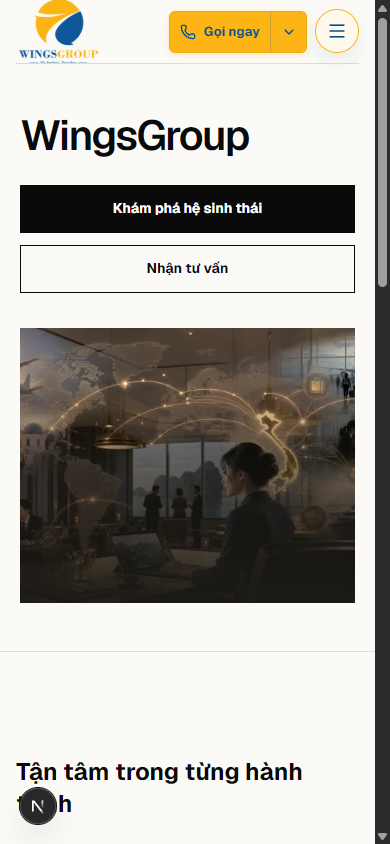 WINGSGROUP
Gọi ngay
WingsGroup
Khám phá hệ sinh thái
Nhận tư vấn
Tận tâm trong từng hành
h
N